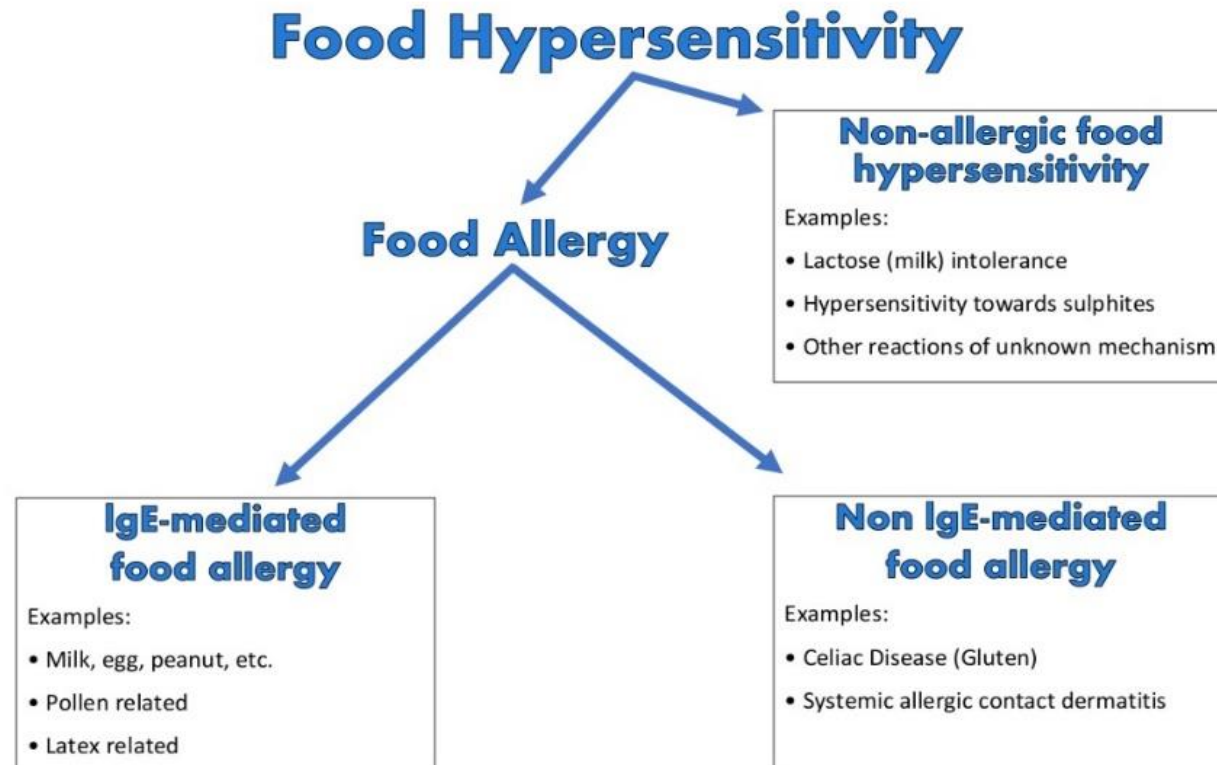 Food Hypersensitivity
Non-allergic food
hypersensitivity
Examples:
• Lactose (milk) intolerance
• Hypersensitivity towards sulphites
• Other reactions of unknown mechanism
Food Allergy
IgE-mediated
food allergy
Examples:
• Milk, egg, peanut, etc.
• Pollen related
• Latex related
Non IgE-mediated
food allergy
Examples:
• Celiac Disease (Gluten)
• Systemic allergic contact dermatitis